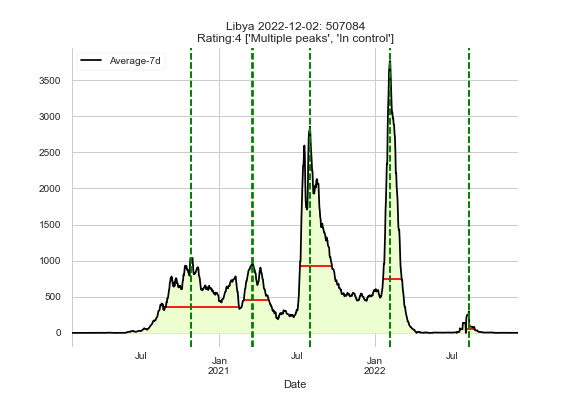 Libya 2022-12-02: 507084
Rating:4 ['Multiple peaks', 'In control']
Average-7d
3500
3000
2500
2000
1500
1000
500
0
Jul
Jan
2021
Jul
Jan
2022
Jul
Date